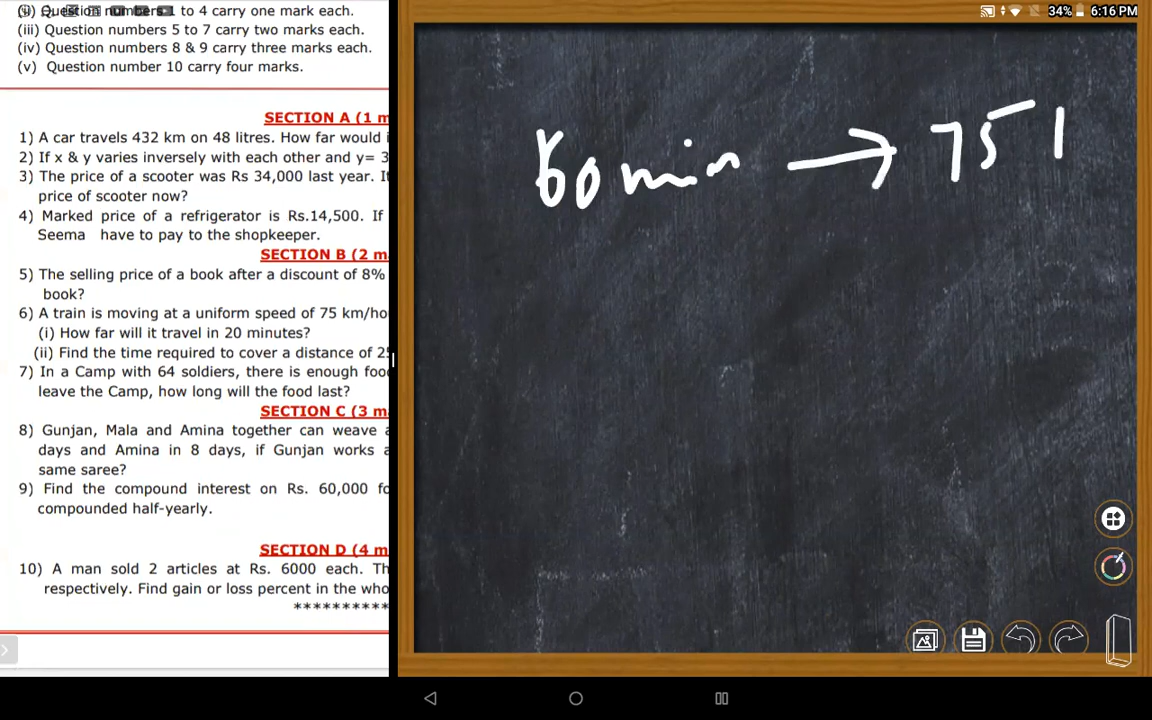 (ii) Question numbers 1 to 4 carry one mark each.
(iii) Question numbers 5 to 7 carry two marks each.
(iv) Question numbers 8 & 9 carry three marks each.
(v) Question number 10 carry four marks.
SECTION A (1 m
1) A car travels 432 km on 48 litres. How far would i
2) If x & y varies inversely with each other and y= 3
3) The price of a scooter was Rs 34,000 last year. It
price of scooter now?
4) Marked price of a refrigerator is Rs.14,500. If
Seema have to pay to the shopkeeper.
SECTION B (2 m
5) The selling price of a book after a discount of 8%
book?
6) A train is moving at a uniform speed of 75 km/ho
(i) How far will it travel in 20 minutes?
(ii) Find the time required to cover a distance of 25
7) In a Camp with 64 soldiers, there is enough foo
leave the Camp, how long will the food last?
SECTION C (3 m
8) Gunjan, Mala and Amina together can weave a
days and Amina in 8 days, if Gunjan works a
same saree?
9) Find the compound interest on Rs. 60,000 fo
compounded half-yearly.
SECTION D (4 m
10) A man sold 2 articles at Rs. 6000 each. Th
respectively. Find gain or loss percent in the who
**********
34% 6:16 PM
60 min → 75 |